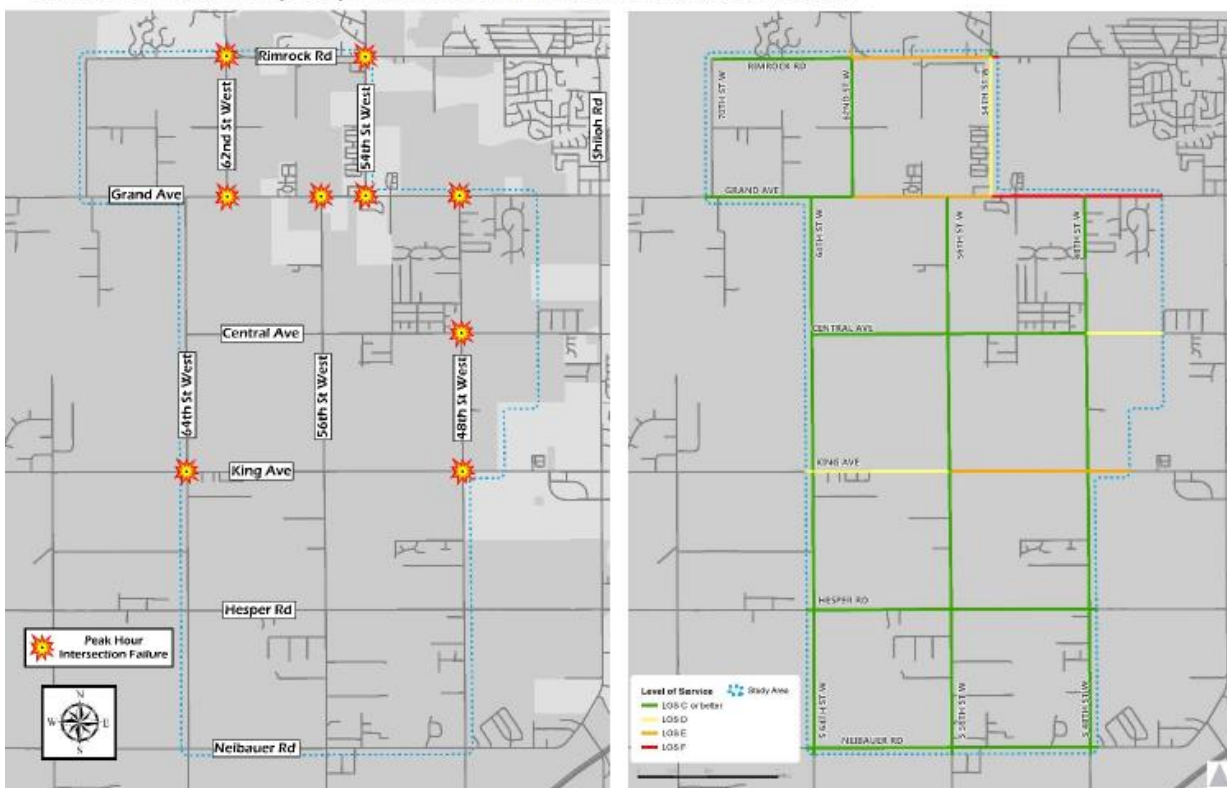 Rimrock Rd
62nd St West
54th St West
Shiloh Rd
Grand Ave
Central Ave
64th St West
56th St West
48th St West
King Ave
Hesper Rd
Peak Hour
Intersection Failure
N
W
E
S
Neibauer Rd
RIMROCK RD
70TH ST W
62ND ST W
54TH ST W
GRAND AVE
64TH ST W
56TH ST W
48TH ST W
CENTRAL AVE
KING AVE
HESPER RD
Level of Service
Study Area
LOS C or better
LOS D
LOS E
LOS F
S 64TH ST W
S 56TH ST W
S 48TH ST W
NEIBAUER RD